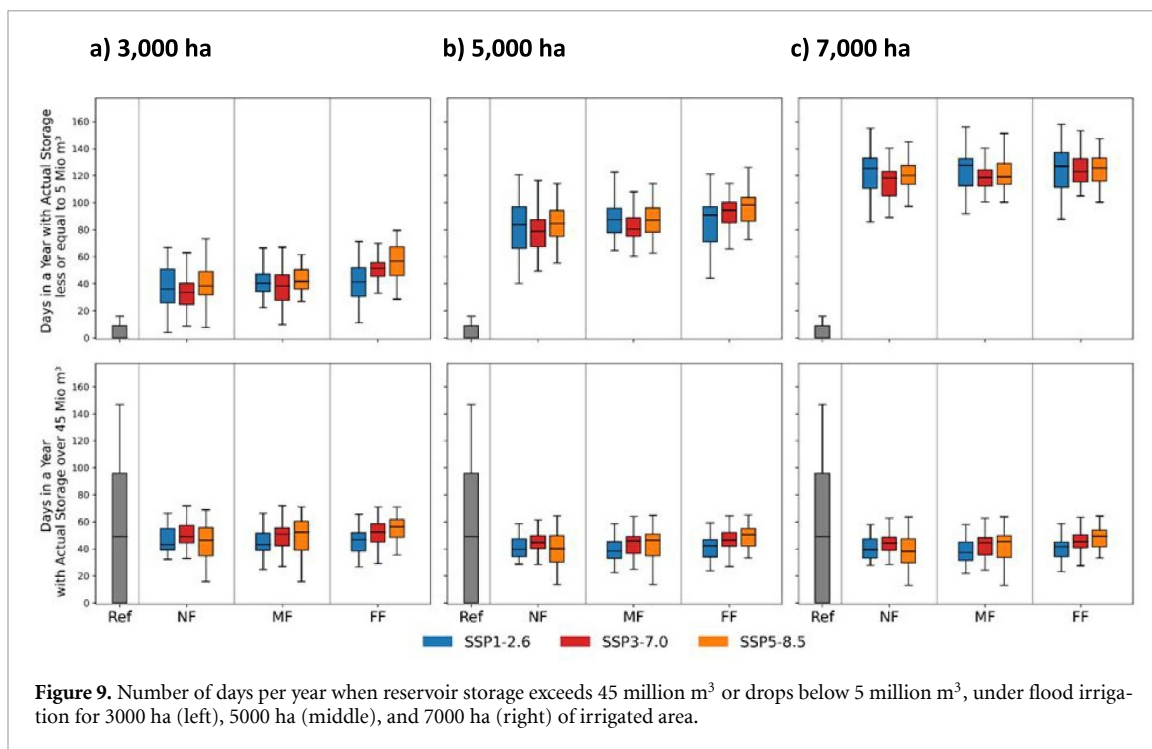 a) 3,000 ha
b) 5,000 ha
c) 7,000 ha
Days in a Year with Actual Storage
less or equal to 5 Mio m³
160
140
120
100
80
60
40
20
0
Days in a Year
with Actual Storage over 45 Mio m³
160
140
120
100
80
60
40
20
0
Ref NF MF FF
Ref NF MF FF
Ref NF MF FF
SSP1-2.6 SSP3-7.0 SSP5-8.5
Figure 9. Number of days per year when reservoir storage exceeds 45 million m³ or drops below 5 million m³, under flood irriga-
tion for 3000 ha (left), 5000 ha (middle), and 7000 ha (right) of irrigated area.